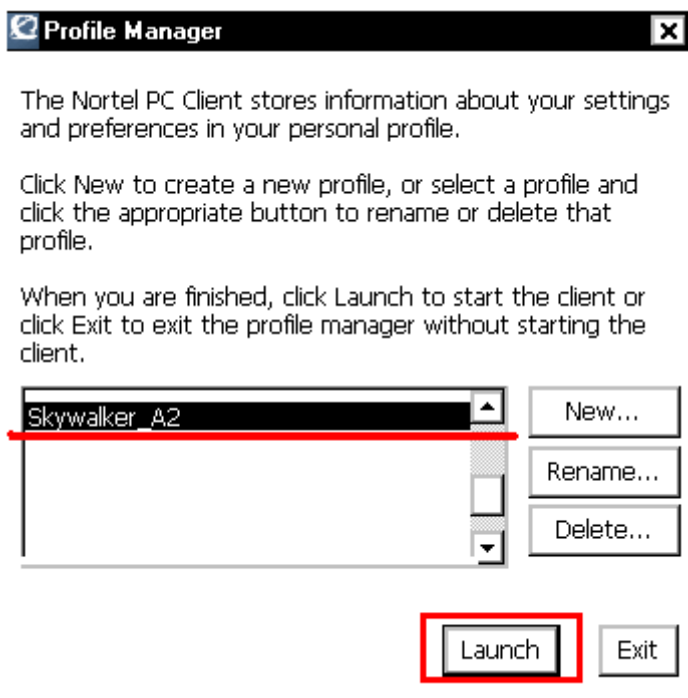 Profile Manager
The Nortel PC Client stores information about your settings
and preferences in your personal profile.
Click New to create a new profile, or select a profile and
click the appropriate button to rename or delete that
profile.
When you are finished, click Launch to start the client or
click Exit to exit the profile manager without starting the
client.
Skywalker_A2
New...
Rename...
Delete...
Launch
Exit